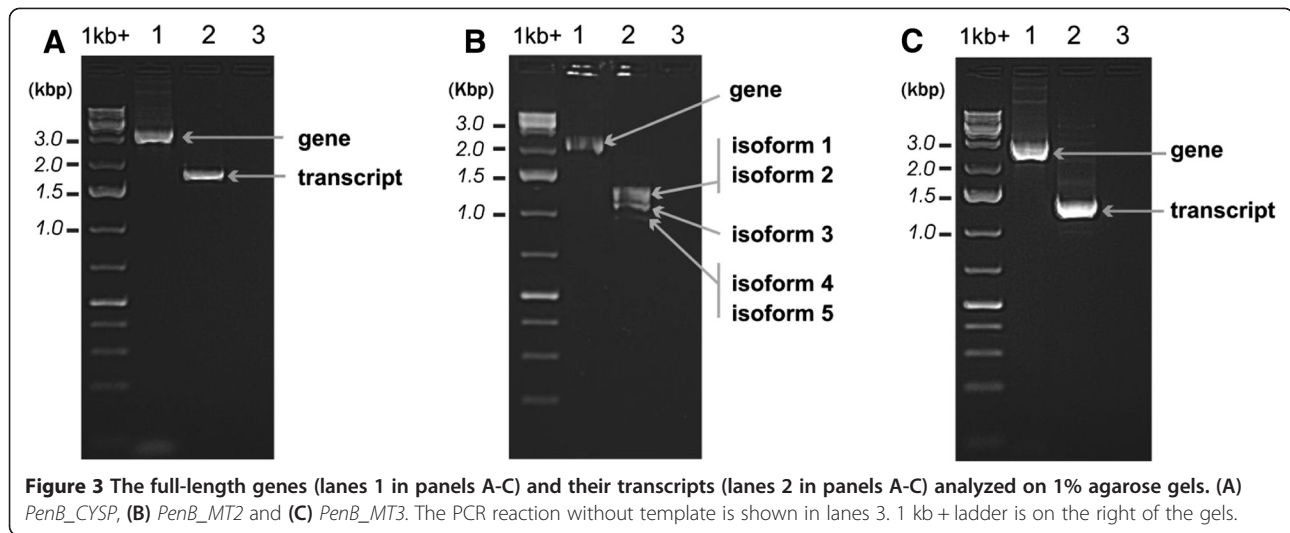 A
1kb+ 1 2 3
(kbp)
3.0
2.0
1.5
1.0
gene
transcript
B
1kb+ 1 2 3
(Kbp)
3.0
2.0
1.5
1.0
gene
isoform 1
isoform 2
isoform 3
isoform 4
isoform 5
C
1kb+ 1 2 3
(kbp)
3.0
2.0
1.5
1.0
gene
transcript
Figure 3 The full-length genes (lanes 1 in panels A-C) and their transcripts (lanes 2 in panels A-C) analyzed on 1% agarose gels. (A)
PenB_CYSP, (B) PenB_MT2 and (C) PenB_MT3. The PCR reaction without template is shown in lanes 3. 1 kb + ladder is on the right of the gels.